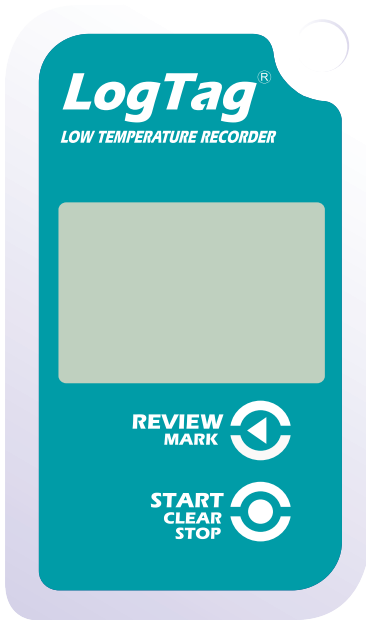 LogTag®
LOW TEMPERATURE RECORDER
REVIEW
MARK
START
CLEAR
STOP